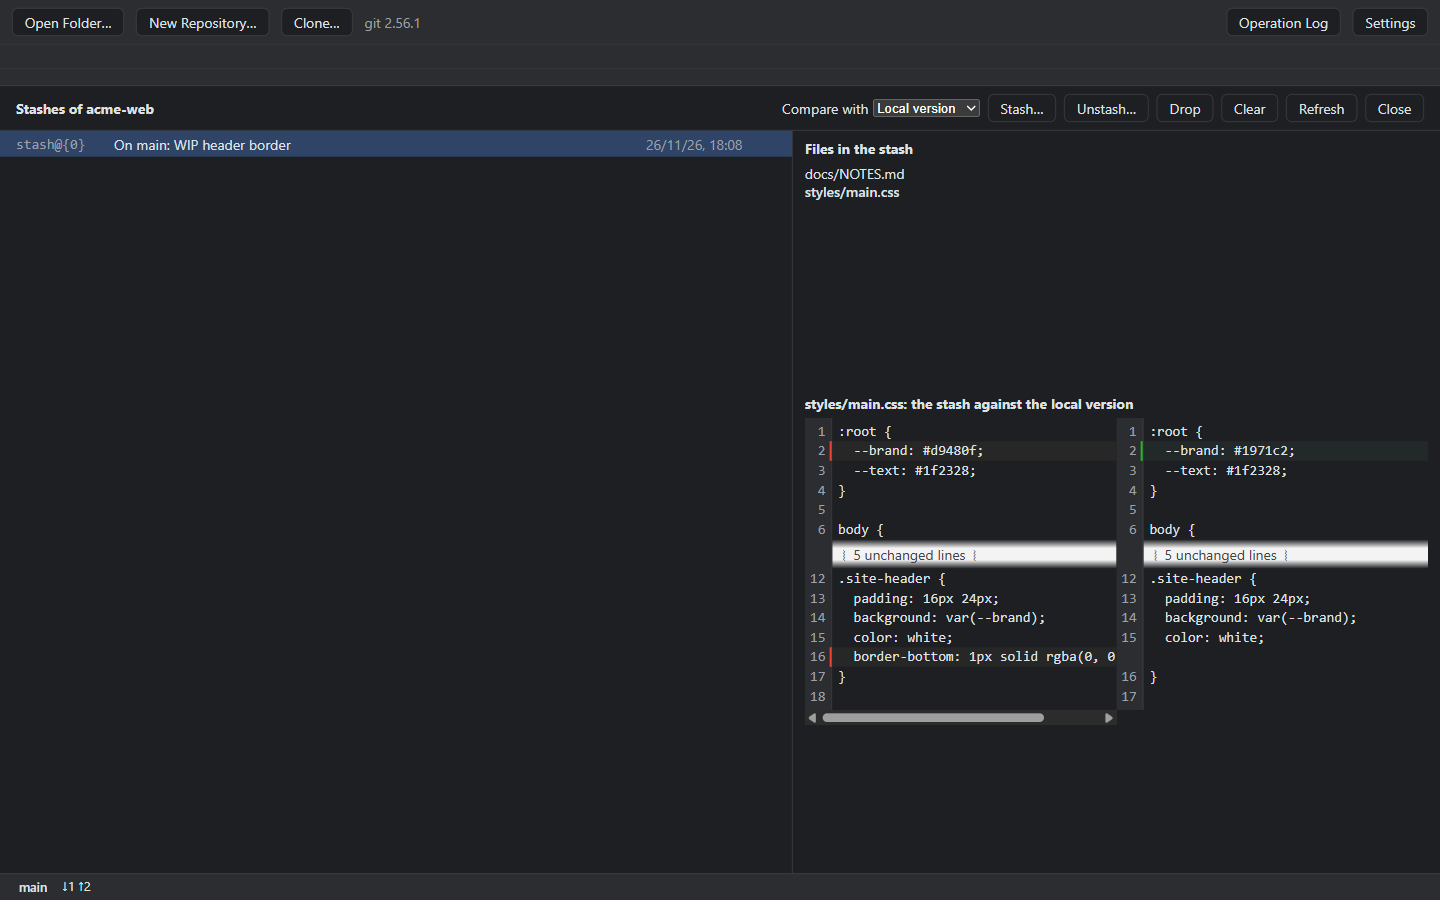 Open Folder... New Repository... Clone... git 2.56.1 Operation Log Settings
Stashes of acme-web Compare with Local version Stash... Unstash... Drop Clear Refresh Close
stash@{0} On main: WIP header border 26/11/26, 18:08
Files in the stash
docs/NOTES.md
styles/main.css
styles/main.css: the stash against the local version
1 :root {
2 --brand: #d9480f;
3 --text: #1f2328;
4 }
5
6 body {
5 unchanged lines
12 .site-header {
13 padding: 16px 24px;
14 background: var(--brand);
15 color: white;
16 border-bottom: 1px solid rgba(0, 0
17 }
18
1 :root {
2 --brand: #1971c2;
3 --text: #1f2328;
4 }
5
6 body {
5 unchanged lines
12 .site-header {
13 padding: 16px 24px;
14 background: var(--brand);
15 color: white;
16 }
17
main ↓1 ↑2